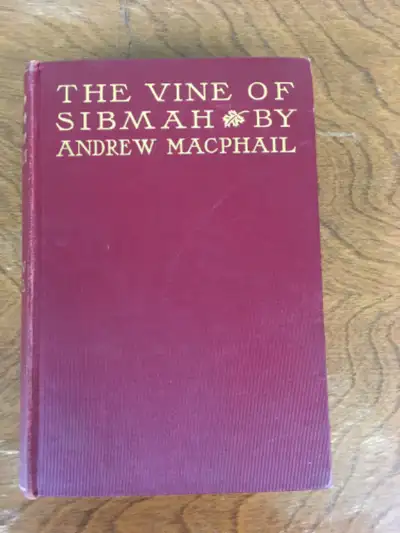 THE VINE OF
SIBMAH BY
ANDREW MACPHAIL